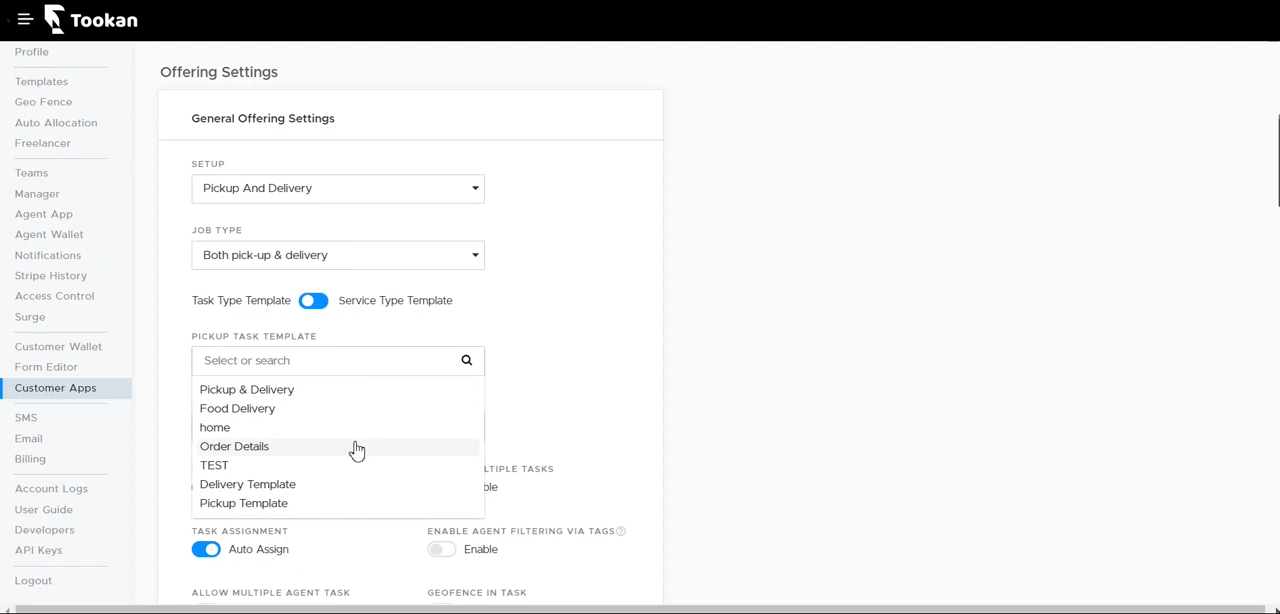 Tookan
Profile
Templates
Geo Fence
Auto Allocation
Freelancer
Teams
Manager
Agent App
Agent Wallet
Notifications
Stripe History
Access Control
Surge
Customer Wallet
Form Editor
Customer Apps
SMS
Email
Billing
Account Logs
User Guide
Developers
API Keys
Logout
Offering Settings
General Offering Settings
SETUP
Pickup And Delivery
JOB TYPE
Both pick-up & delivery
Task Type Template Service Type Template
PICKUP TASK TEMPLATE
Select or search
Pickup & Delivery
Food Delivery
home
Order Details
TEST
Delivery Template
Pickup Template
LTIPLE TASKS
ble
TASK ASSIGNMENT
Auto Assign
ENABLE AGENT FILTERING VIA TAGS ?
Enable
ALLOW MULTIPLE AGENT TASK
GEOFENCE IN TASK